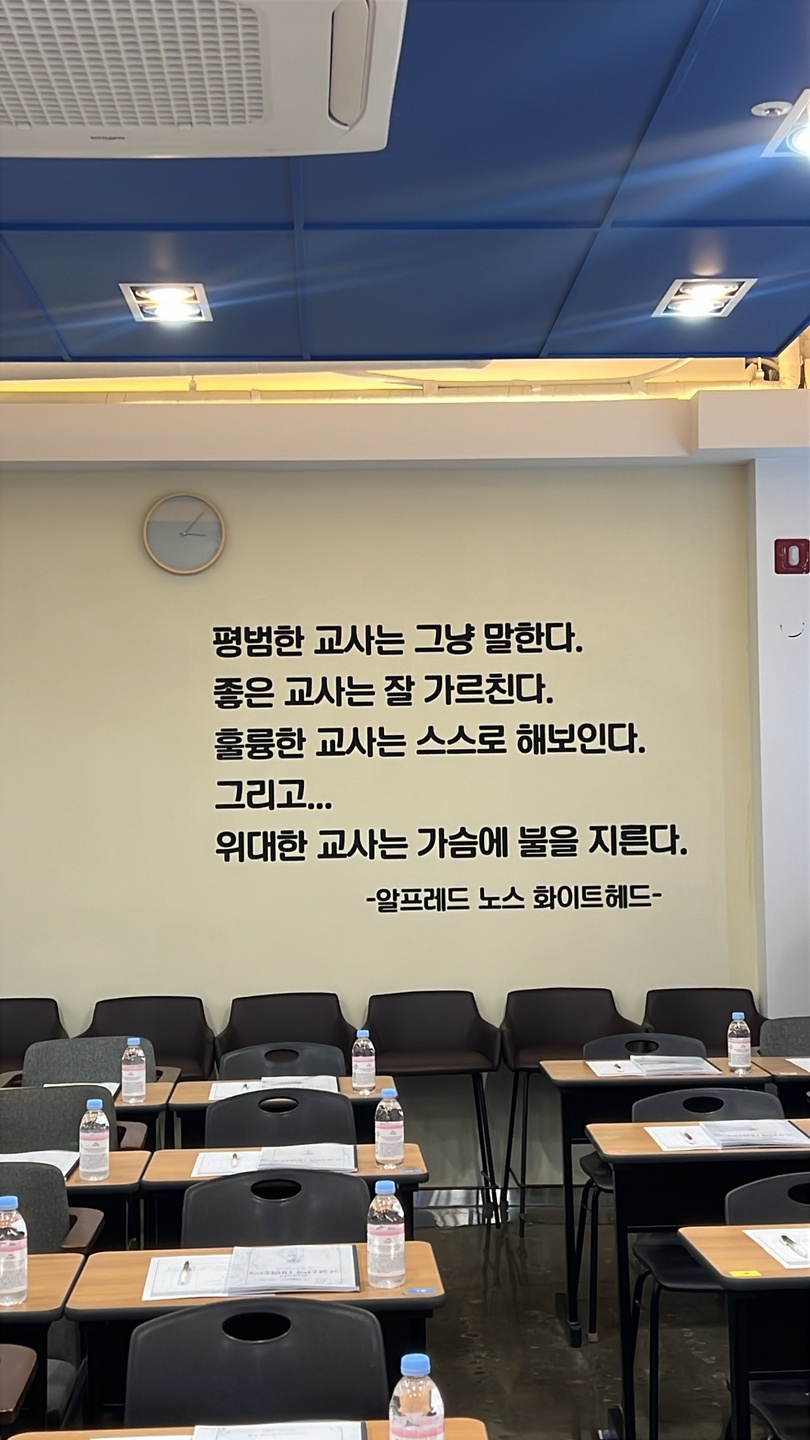 평범한 교사는 그냥 말한다.
좋은 교사는 잘 가르친다.
훌륭한 교사는 스스로 해보인다.
그리고...
위대한 교사는 가슴에 불을 지른다.
-알프레드 노스 화이트헤드-